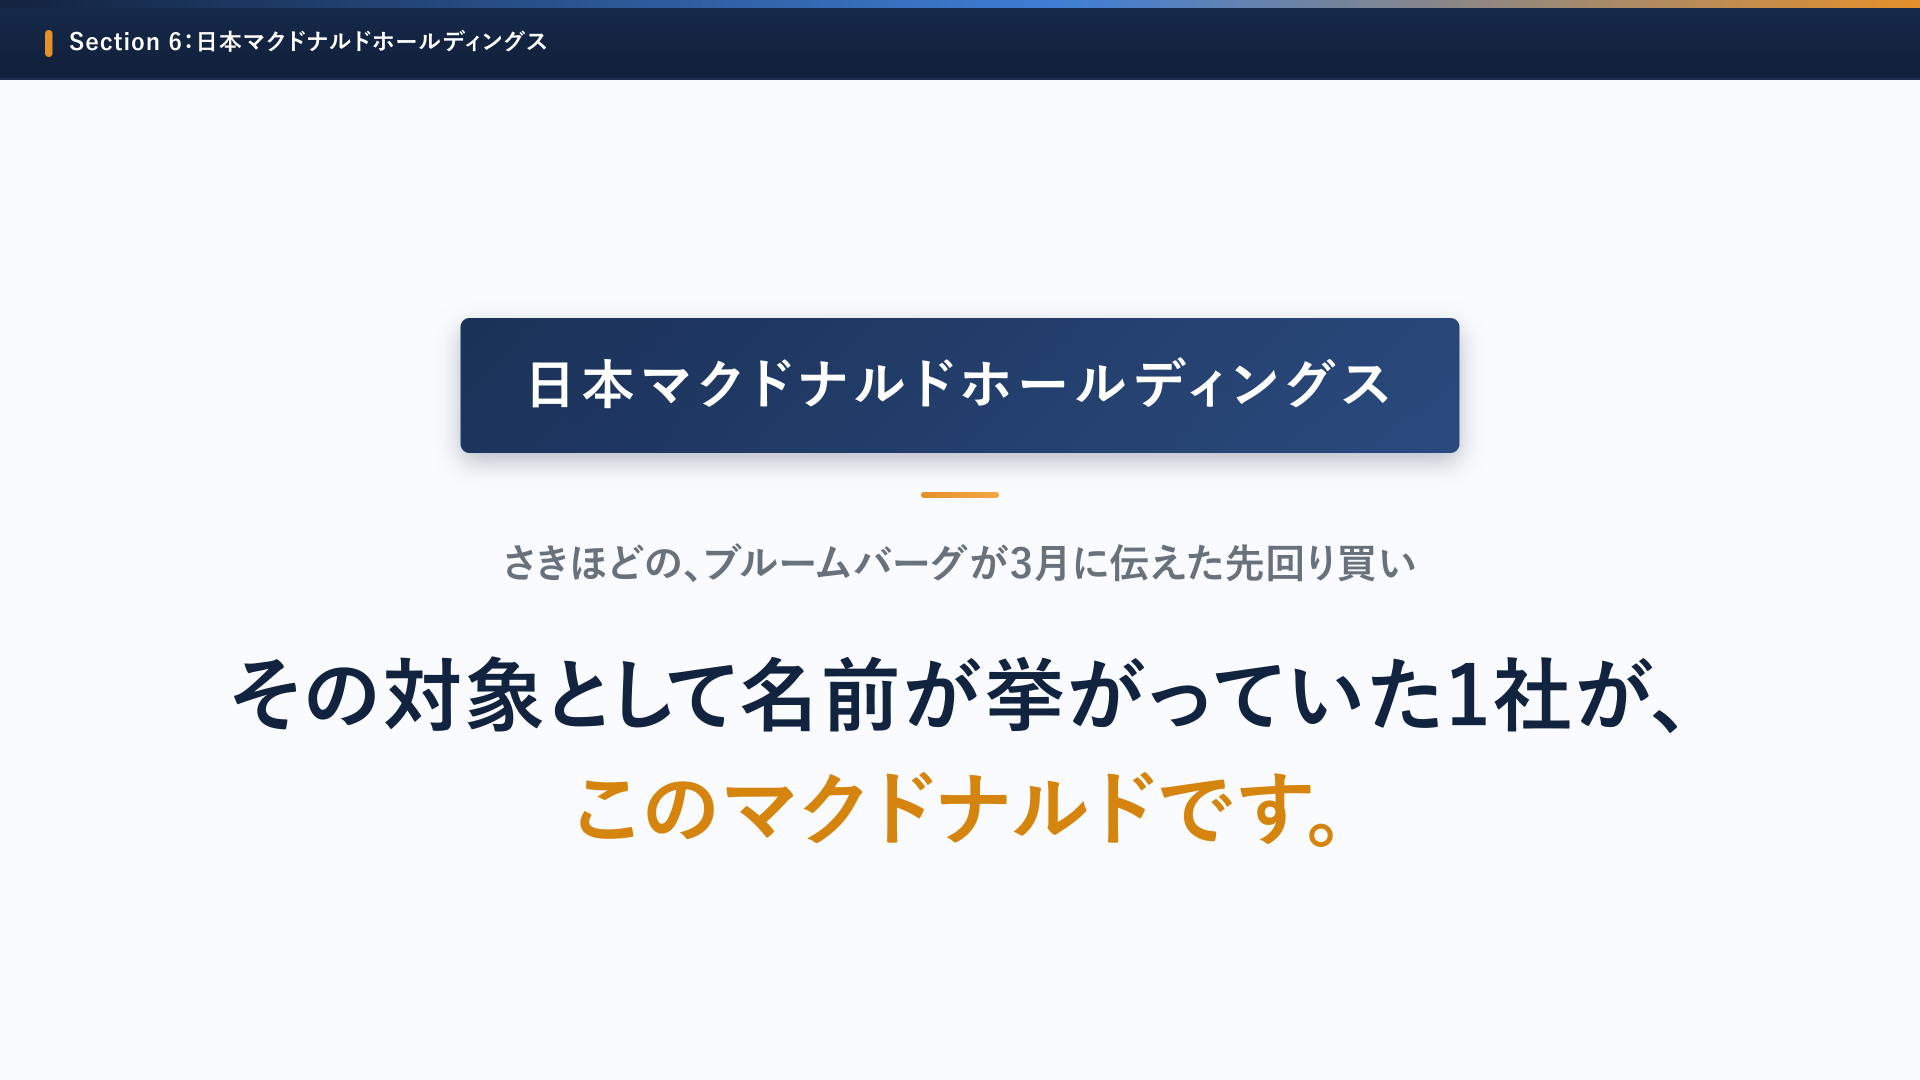 Section 6：日本マクドナルドホールディングス
日本マクドナルドホールディングス
さきほどの、ブルームバーグが3月に伝えた先回り買い
その対象として名前が挙がっていた1社が、
このマクドナルドです。